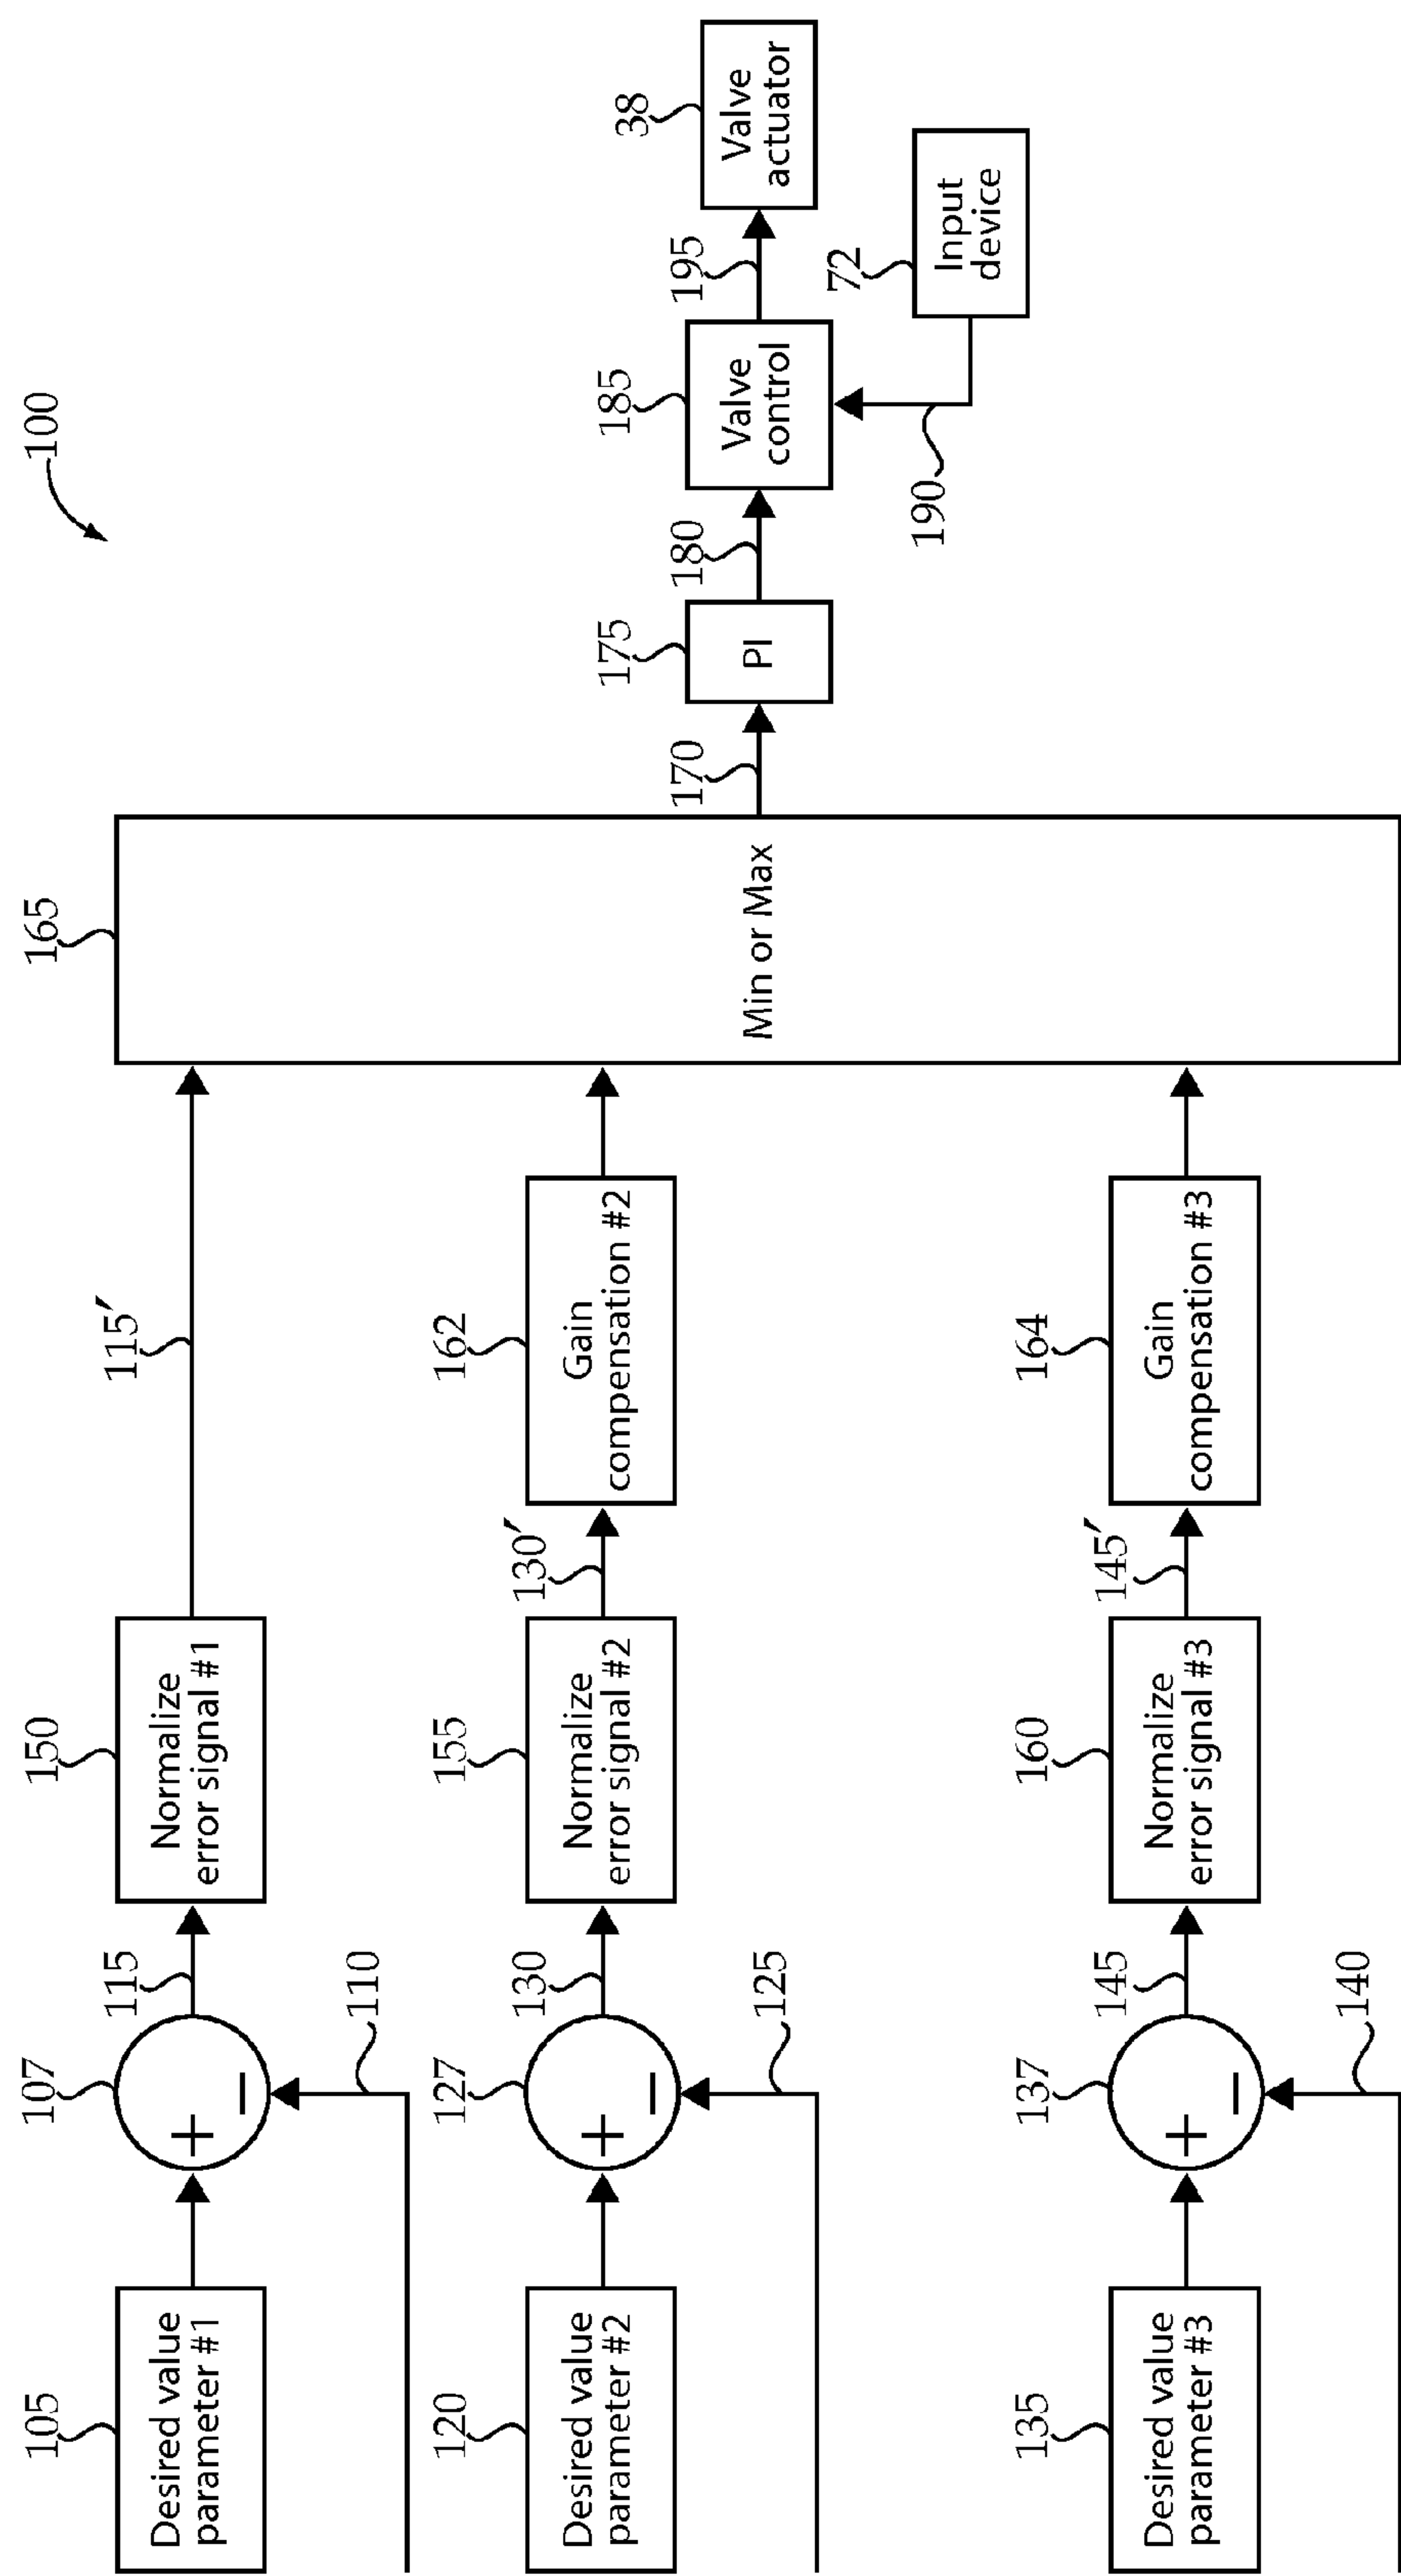 100
105
Desired value
parameter #1
107
+
−
110
115
150
Normalize
error signal #1
115′
120
Desired value
parameter #2
127
+
−
125
130
155
Normalize
error signal #2
130′
162
Gain
compensation #2
135
Desired value
parameter #3
137
+
−
140
145
160
Normalize
error signal #3
145′
164
Gain
compensation #3
165
Min or Max
170
175
PI
180
185
Valve
control
190
195
38
Valve
actuator
72
Input
device